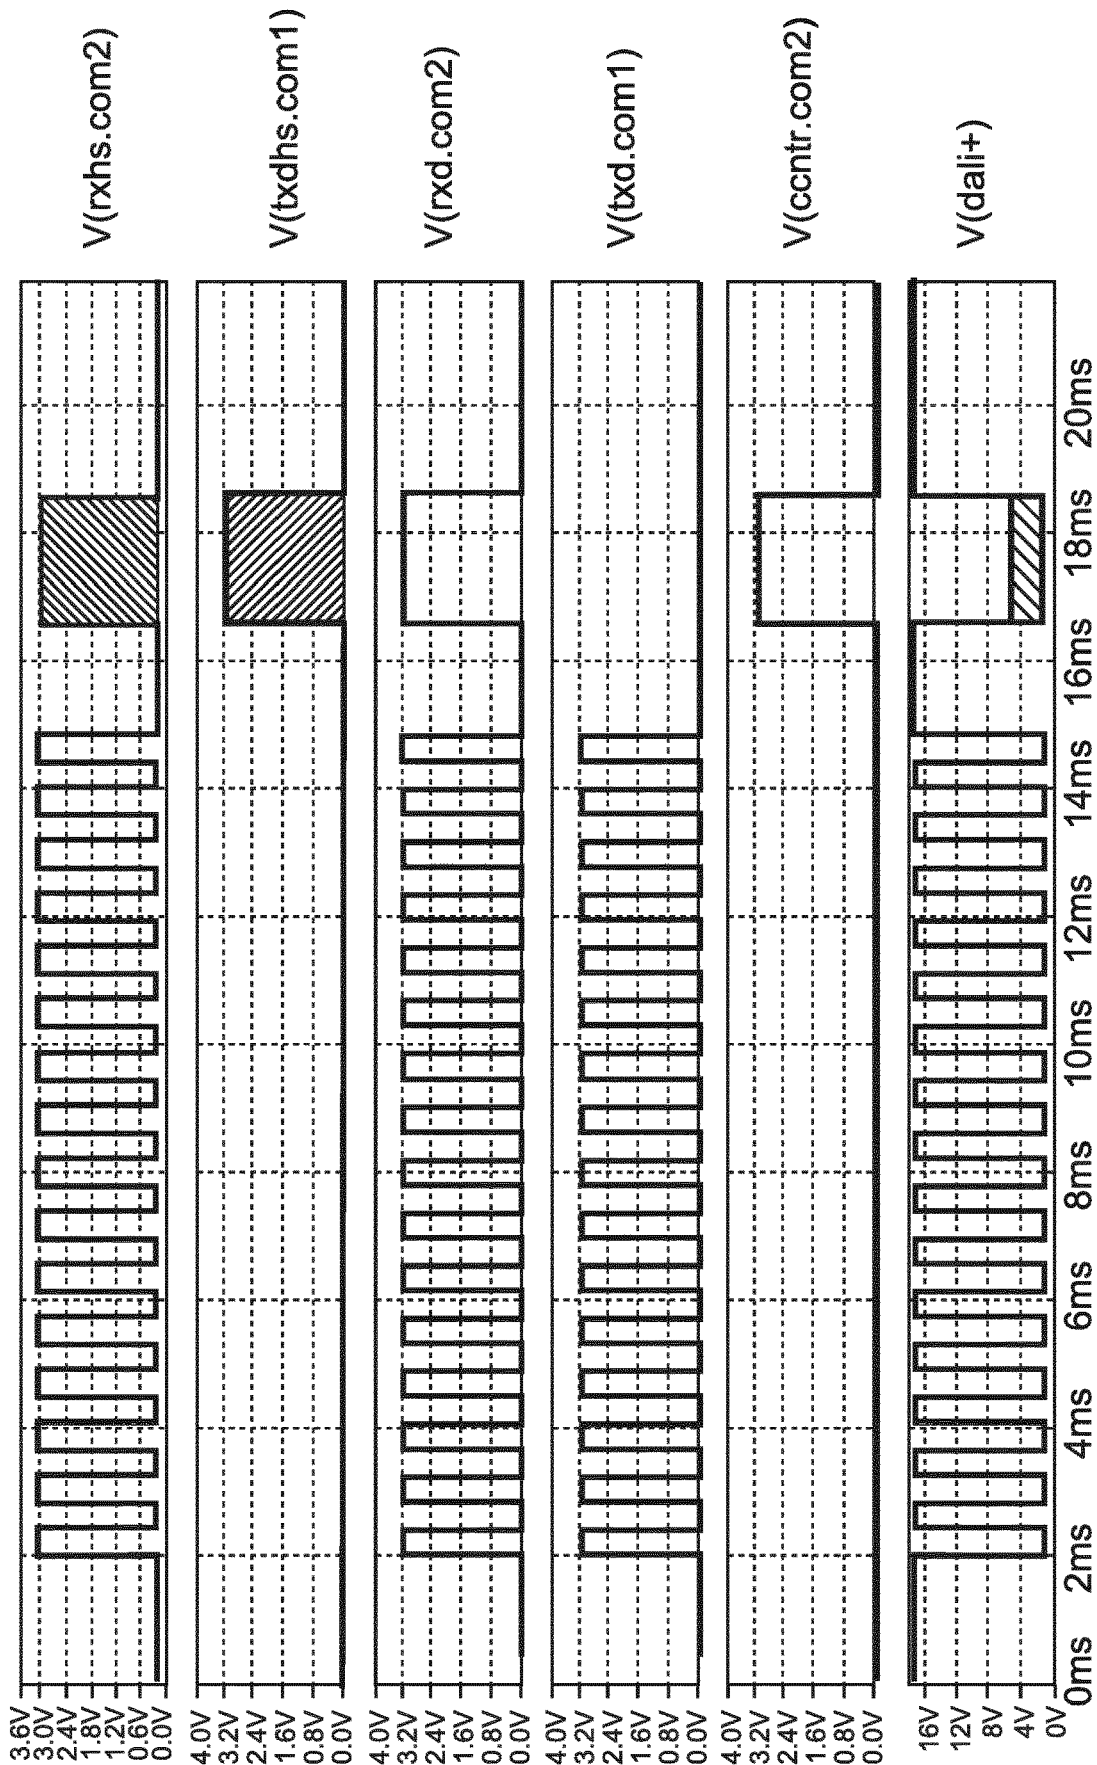 V(rxhs.com2)
3.6V
3.0V
2.4V
1.8V
1.2V
0.6V
0.0V
V(txdhs.com1)
4.0V
3.2V
2.4V
1.6V
0.8V
0.0V
V(rxd.com2)
4.0V
3.2V
2.4V
1.6V
0.8V
0.0V
V(txd.com1)
4.0V
3.2V
2.4V
1.6V
0.8V
0.0V
V(ccntr.com2)
4.0V
3.2V
2.4V
1.6V
0.8V
0.0V
V(dali+)
16V
12V
8V
4V
0V
0ms 2ms 4ms 6ms 8ms 10ms 12ms 14ms 16ms 18ms 20ms